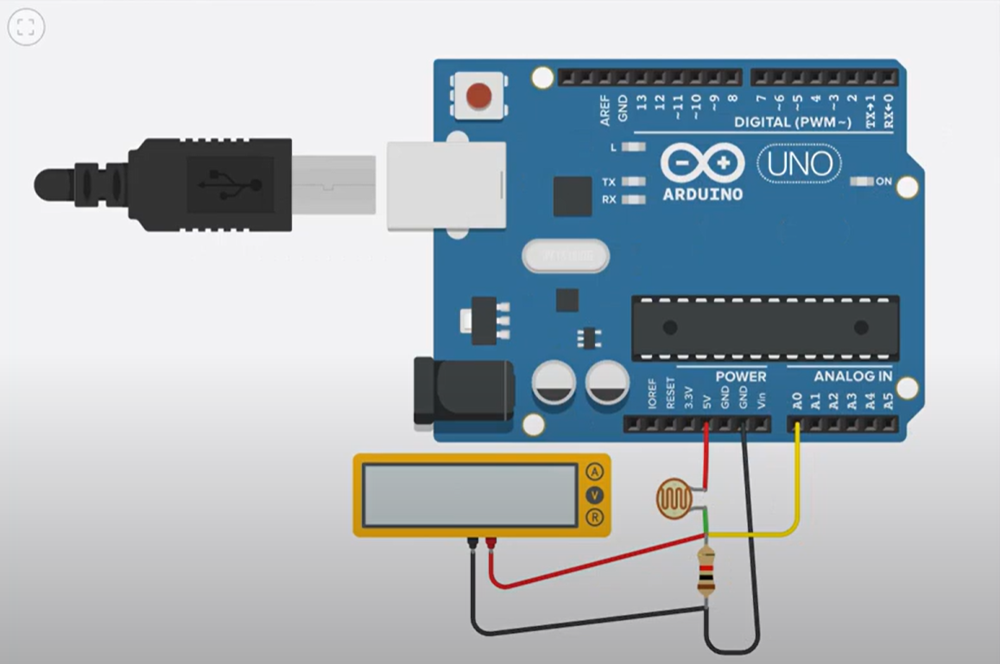 AREF
GND
13
12
~11
~10
~9
8
7
~6
~5
4
~3
2
TX→1
RX←0
DIGITAL (PWM~)
L
TX
RX
ARDUINO
UNO
ON
POWER
ANALOG IN
IOREF
RESET
3.3V
5V
GND
GND
Vin
A0
A1
A2
A3
A4
A5
A
V
R